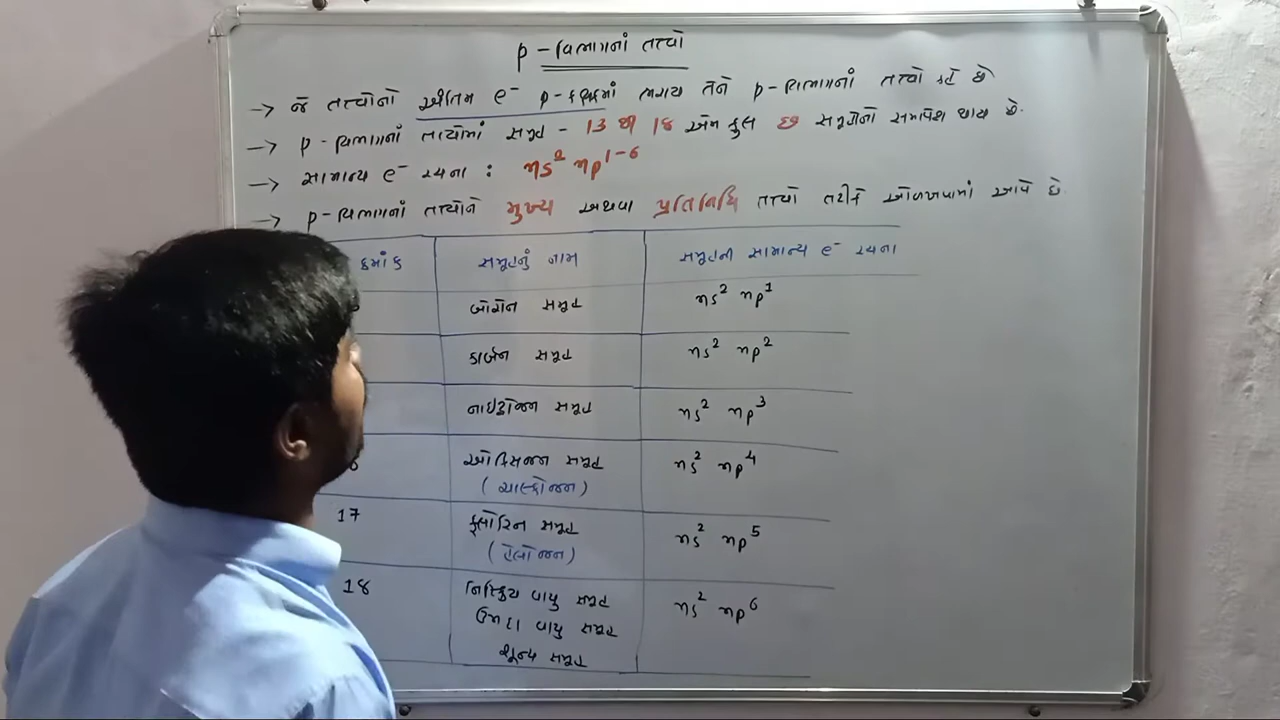 p - વિભાગનાં તત્ત્વો
→ જે તત્ત્વોનો અંતિમ e⁻ p-કક્ષકમાં ભરાય તેને p-વિભાગનાં તત્ત્વો કહે છે
→ p-વિભાગનાં તત્ત્વોમાં સમૂહ - 13 થી 18 એમ કુલ છ સમૂહોનો સમાવેશ થાય છે.
→ સામાન્ય e⁻ રચના : ns² np¹⁻⁶
→ p-વિભાગનાં તત્ત્વોને મુખ્ય અથવા પ્રતિનિધિ તત્ત્વો તરીકે ઓળખવામાં આવે છે.
ક્રમાંક સમૂહનું નામ સમૂહની સામાન્ય e⁻ રચના
બોરોન સમૂહ ns² np¹
કાર્બન સમૂહ ns² np²
નાઇટ્રોજન સમૂહ ns² np³
6 ઓક્સિજન સમૂહ ns² np⁴
(ચાલ્કોજન)
17 ફ્લોરિન સમૂહ ns² np⁵
(હેલોજન)
18 નિષ્ક્રિય વાયુ સમૂહ ns² np⁶
ઉમદા વાયુ સમૂહ
શૂન્ય સમૂહ